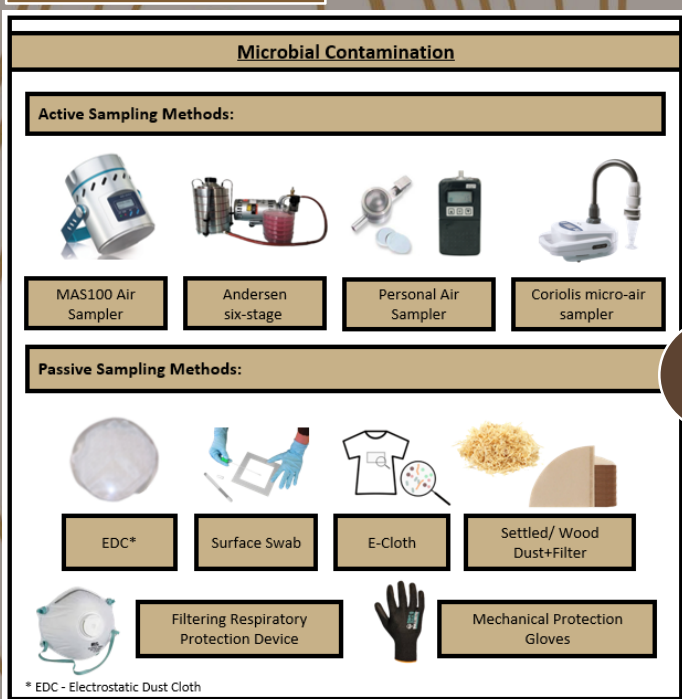 Microbial Contamination
Active Sampling Methods:
MAS100 Air
Sampler
Andersen
six-stage
Personal Air
Sampler
Coriolis micro-air
sampler
Passive Sampling Methods:
EDC*
Surface Swab
E-Cloth
Settled/ Wood
Dust+Filter
Filtering Respiratory
Protection Device
Mechanical Protection
Gloves
* EDC - Electrostatic Dust Cloth